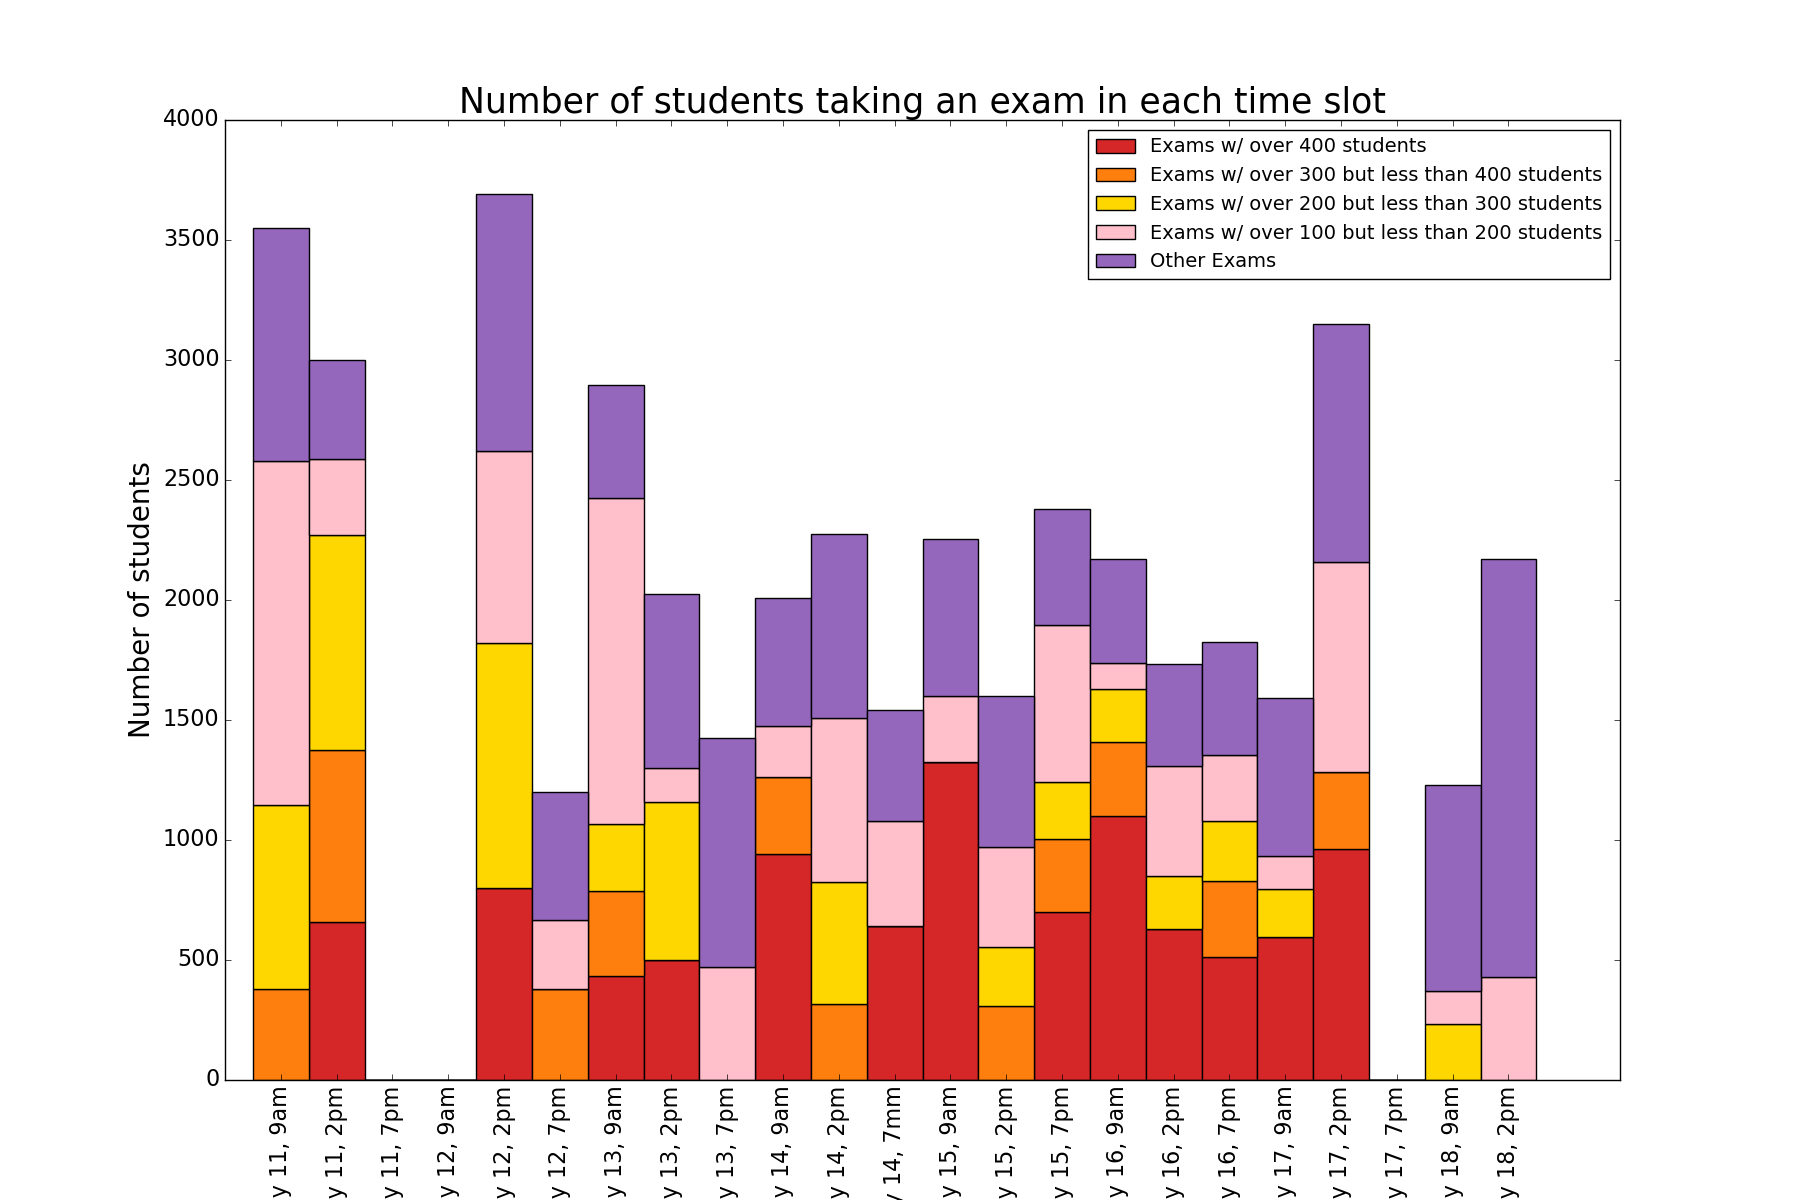 Number of students taking an exam in each time slot
Exams w/ over 400 students
Exams w/ over 300 but less than 400 students
Exams w/ over 200 but less than 300 students
Exams w/ over 100 but less than 200 students
Other Exams
Number of students
4000
3500
3000
2500
2000
1500
1000
500
0
y 11, 9am
y 11, 2pm
y 11, 7pm
y 12, 9am
y 12, 2pm
y 12, 7pm
y 13, 9am
y 13, 2pm
y 13, 7pm
y 14, 9am
y 14, 2pm
y 14, 7mm
y 15, 9am
y 15, 2pm
y 15, 7pm
y 16, 9am
y 16, 2pm
y 16, 7pm
y 17, 9am
y 17, 2pm
y 17, 7pm
y 18, 9am
y 18, 2pm